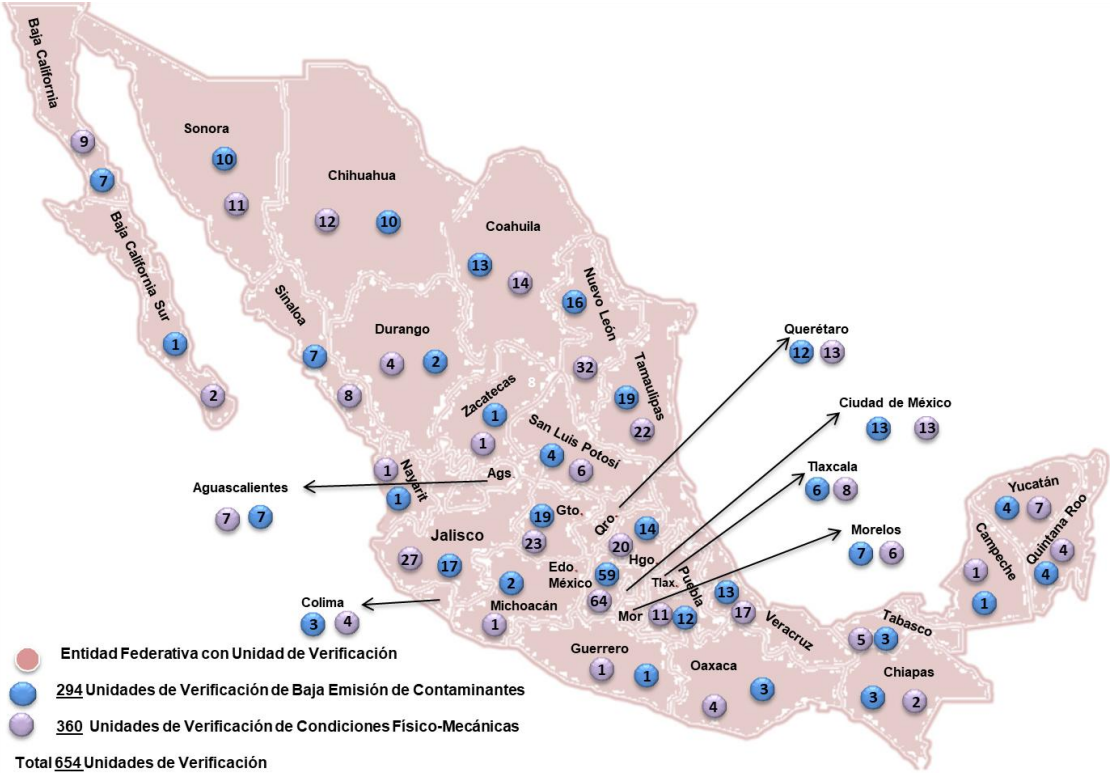 Baja California
9
7
Sonora
10
11
Chihuahua
12
10
Coahuila
13
14
Nuevo León
16
32
Baja California Sur
1
2
Sinaloa
7
8
Durango
4
2
Zacatecas
8
1
1
San Luis Potosí
4
6
Tamaulipas
19
22
Querétaro
12 13
Ciudad de México
13 13
Tlaxcala
6 8
Morelos
7 6
Nayarit
1
1
Ags
Aguascalientes
7 7
Gto.
19
23
Qro.
14
20
Hgo.
Jalisco
27
17
Edo.
México
59
64
Tlax.
Mor
Puebla
11 12
Michoacán
2
1
Colima
3 4
Veracruz
13
17
Guerrero
1
1
Oaxaca
4
3
Tabasco
5 3
Chiapas
3
2
Campeche
1
1
Yucatán
4 7
Quintana Roo
4
4
Entidad Federativa con Unidad de Verificación
294 Unidades de Verificación de Baja Emisión de Contaminantes
360 Unidades de Verificación de Condiciones Físico-Mecánicas
Total 654 Unidades de Verificación